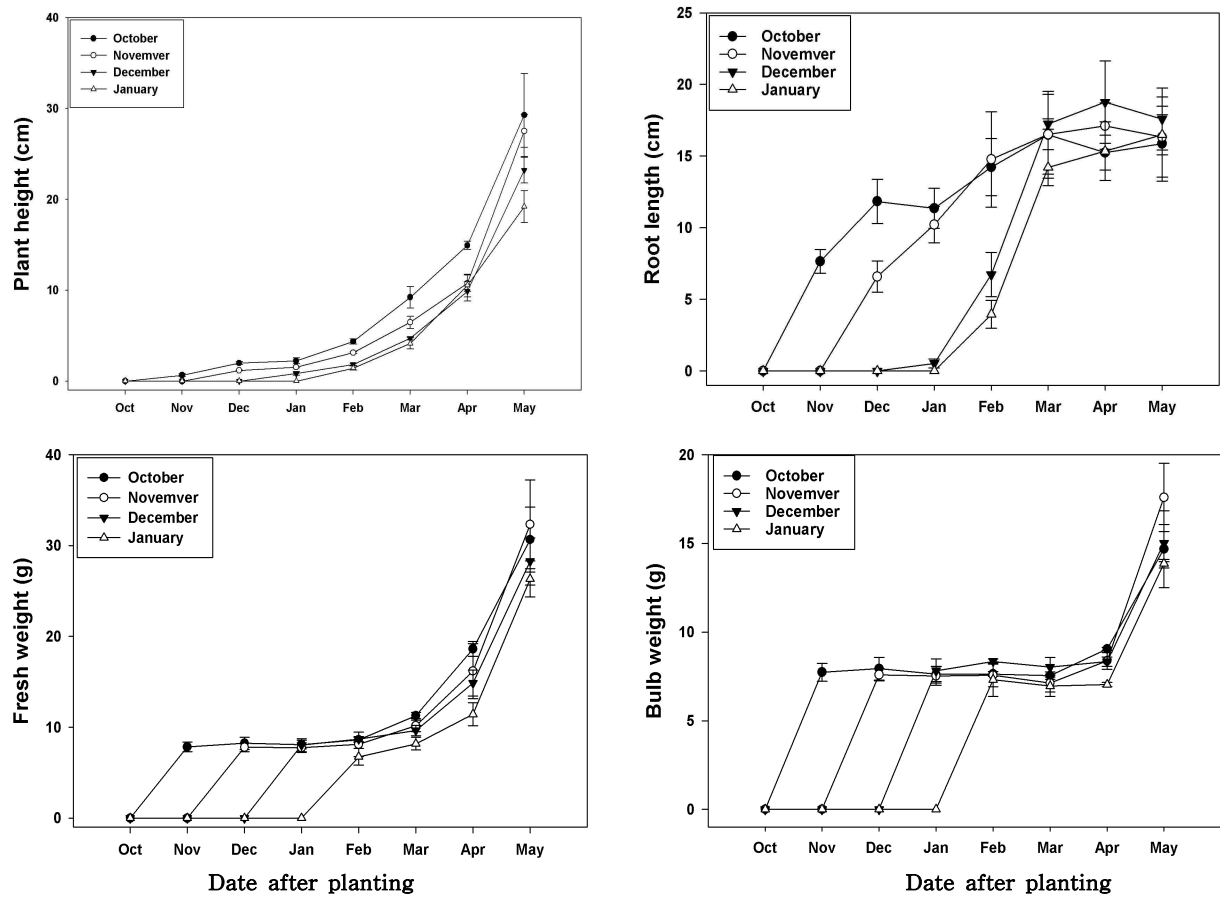 Plant height (cm)
40
30
20
10
0
October
Novemver
December
January
Oct Nov Dec Jan Feb Mar Apr May
Root length (cm)
25
20
15
10
5
0
October
Novemver
December
January
Oct Nov Dec Jan Feb Mar Apr May
Fresh weight (g)
40
30
20
10
0
October
Novemver
December
January
Oct Nov Dec Jan Feb Mar Apr May
Date after planting
Bulb weight (g)
20
15
10
5
0
October
Novemver
December
January
Oct Nov Dec Jan Feb Mar Apr May
Date after planting